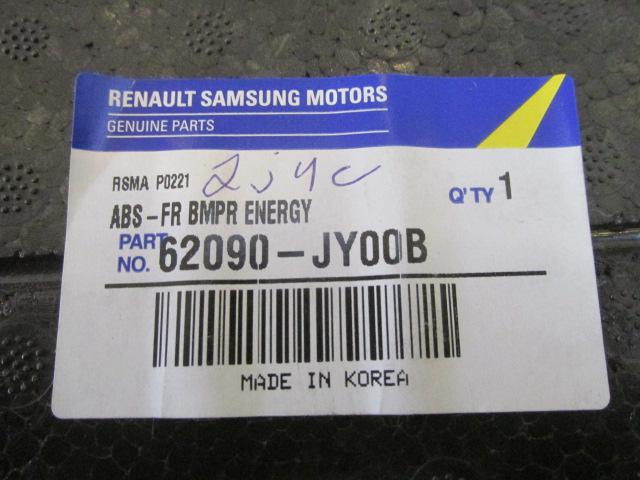 RENAULT SAMSUNG MOTORS
GENUINE PARTS
RSMA P0221
ABS-FR BMPR ENERGY
Q'TY 1
PART NO. 62090-JY00B
MADE IN KOREA